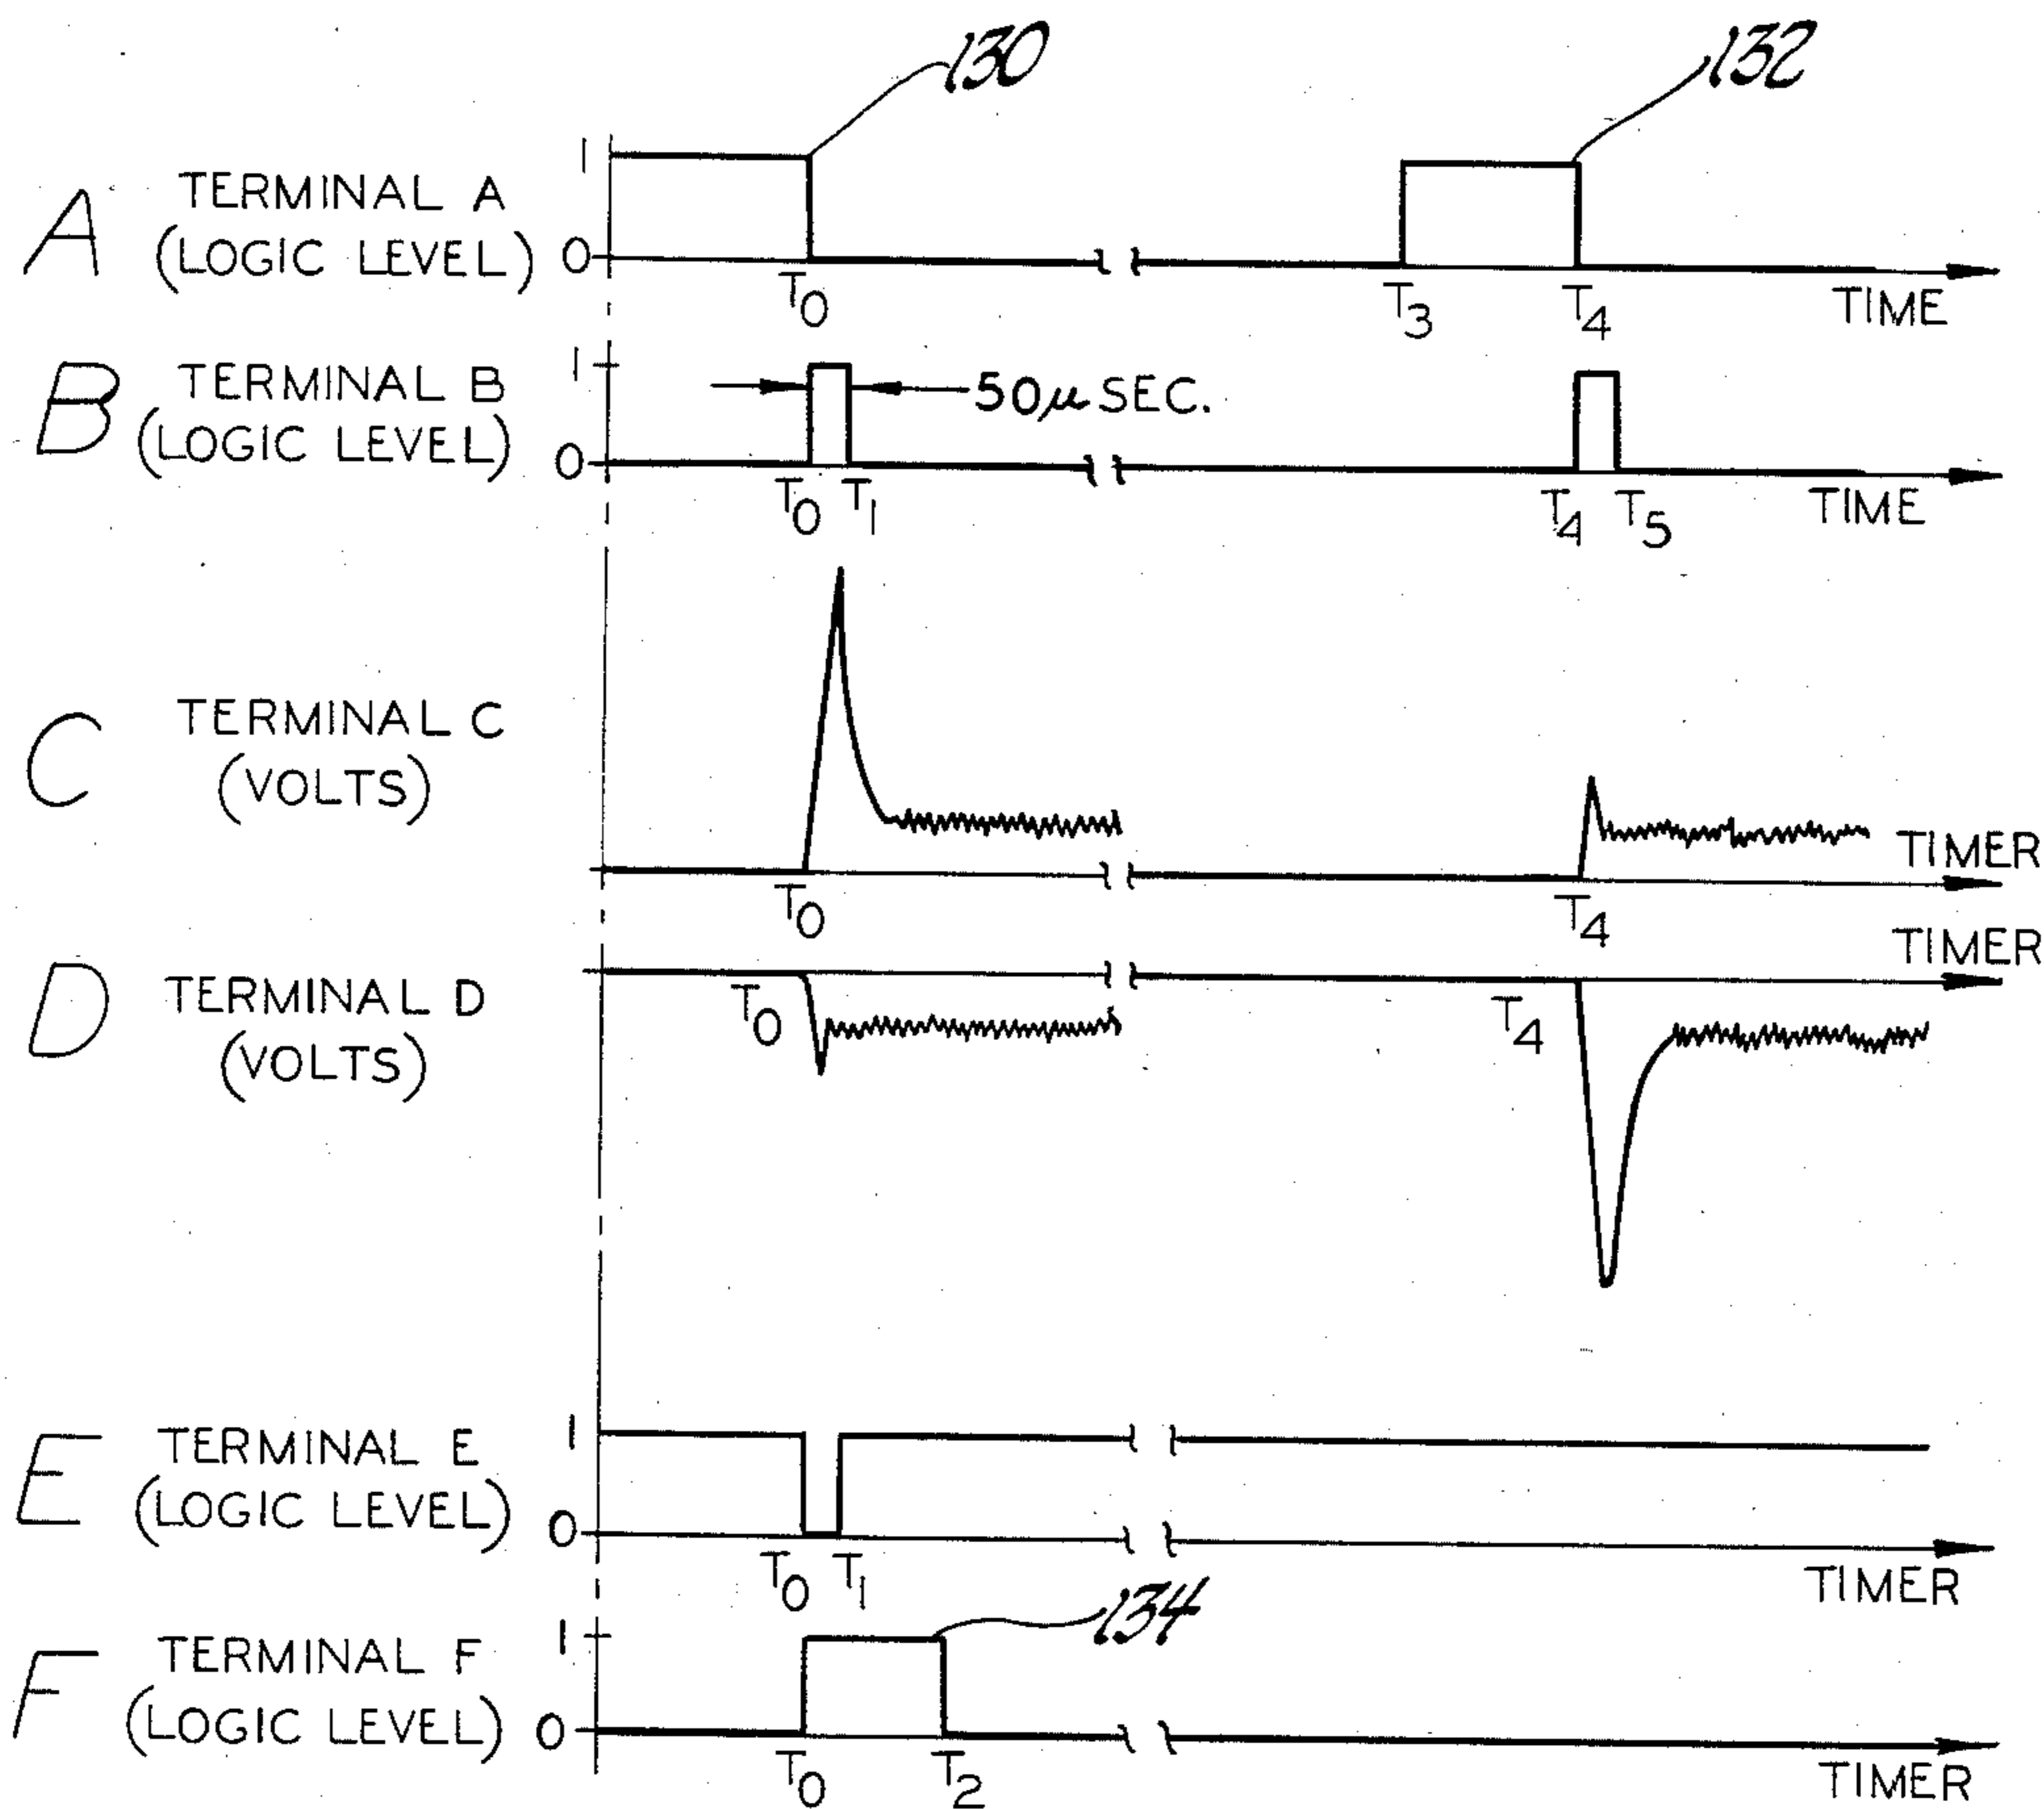 130
132
A
TERMINAL A
(LOGIC LEVEL)
1
0
T0
T3
T4
TIME
B
TERMINAL B
(LOGIC LEVEL)
1
0
50μ SEC.
T0 T1
T4 T5
TIME
C
TERMINAL C
(VOLTS)
T0
T4
TIMER
D
TERMINAL D
(VOLTS)
T0
T4
TIMER
E
TERMINAL E
(LOGIC LEVEL)
1
0
T0 T1
TIMER
F
TERMINAL F
(LOGIC LEVEL)
1
0
134
T0
T2
TIMER